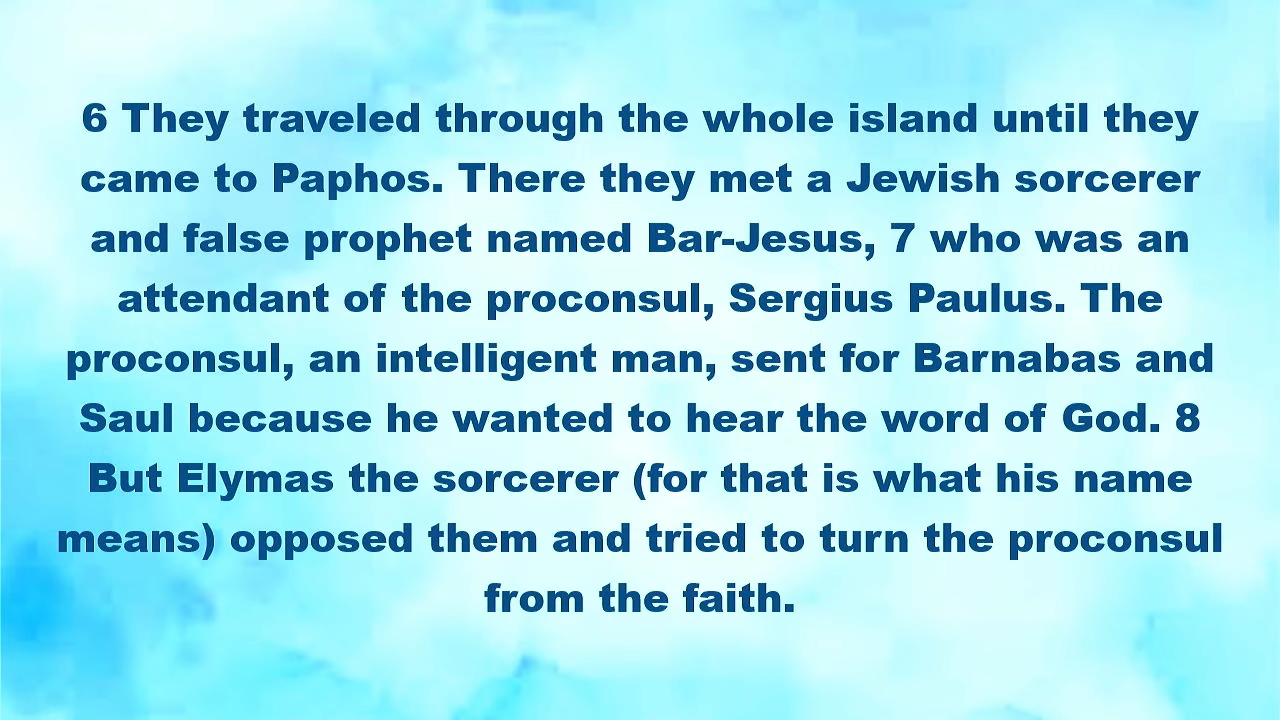 6 They traveled through the whole island until they
came to Paphos. There they met a Jewish sorcerer
and false prophet named Bar-Jesus, 7 who was an
attendant of the proconsul, Sergius Paulus. The
proconsul, an intelligent man, sent for Barnabas and
Saul because he wanted to hear the word of God. 8
But Elymas the sorcerer (for that is what his name
means) opposed them and tried to turn the proconsul
from the faith.